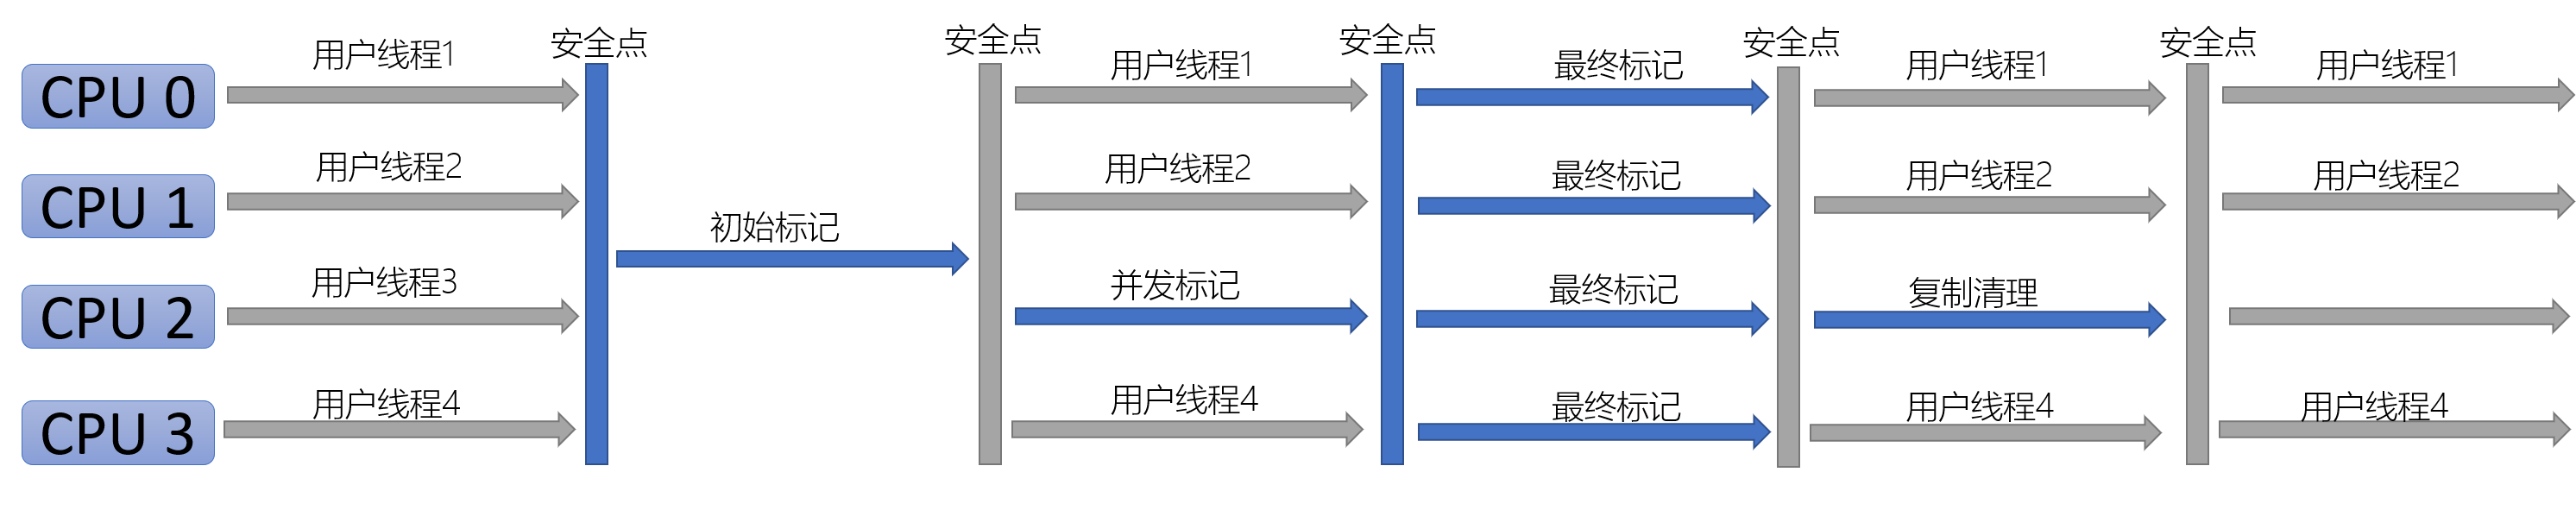 安全点 安全点 安全点 安全点 安全点
CPU 0 用户线程1 用户线程1 最终标记 用户线程1 用户线程1
CPU 1 用户线程2 用户线程2 最终标记 用户线程2 用户线程2
初始标记
CPU 2 用户线程3 并发标记 最终标记 复制清理
CPU 3 用户线程4 用户线程4 最终标记 用户线程4 用户线程4